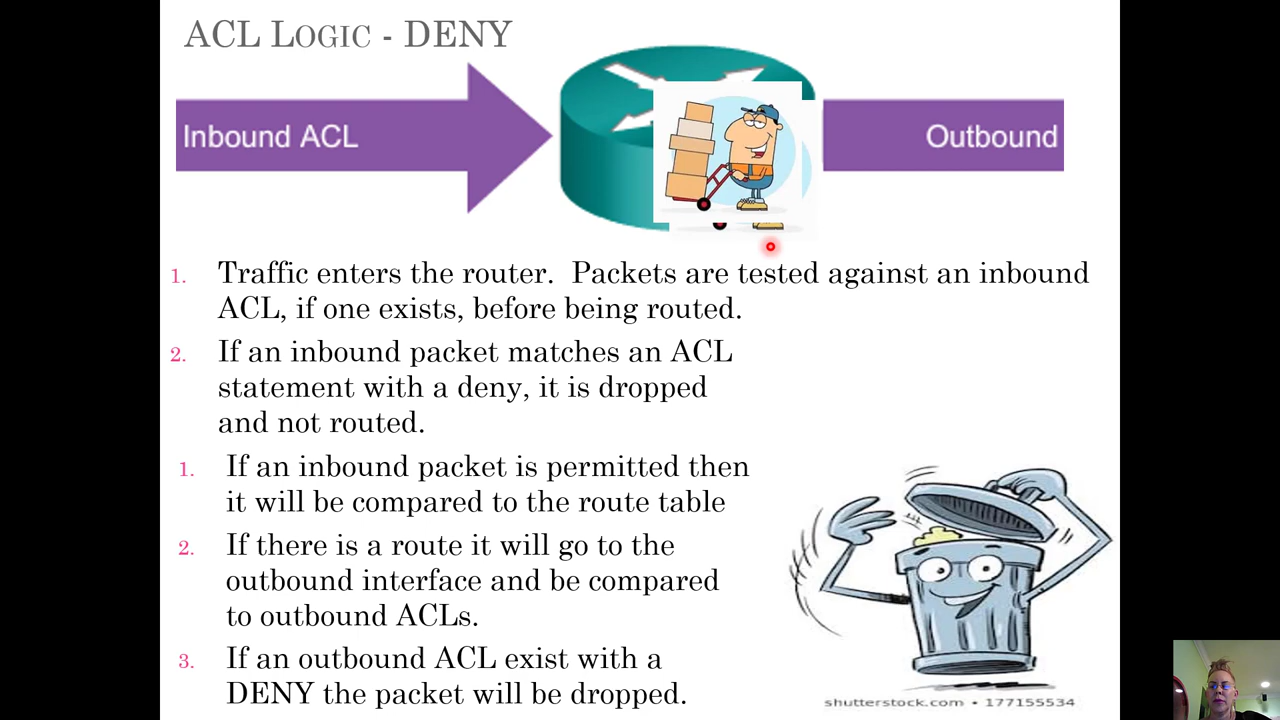 ACL LOGIC - DENY
Inbound ACL
Outbound
1. Traffic enters the router. Packets are tested against an inbound
ACL, if one exists, before being routed.
2. If an inbound packet matches an ACL
statement with a deny, it is dropped
and not routed.
1. If an inbound packet is permitted then
it will be compared to the route table
2. If there is a route it will go to the
outbound interface and be compared
to outbound ACLs.
3. If an outbound ACL exist with a
DENY the packet will be dropped.
shutterstock.com • 177155534